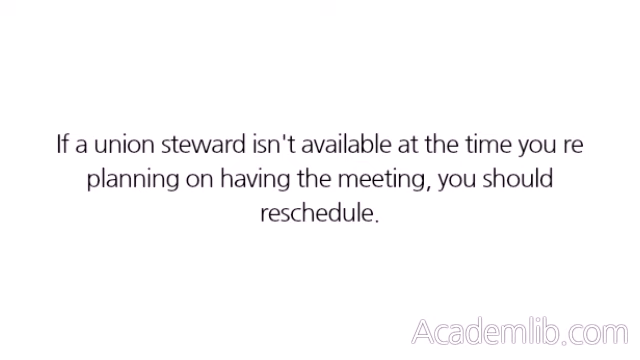 If a union steward isn't available at the time you re
planning on having the meeting, you should
reschedule.
Academlib.com